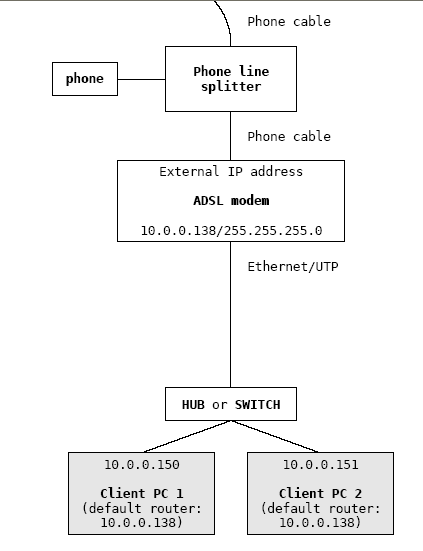 Phone cable
phone
Phone line
splitter
Phone cable
External IP address
ADSL modem
10.0.0.138/255.255.255.0
Ethernet/UTP
HUB or SWITCH
10.0.0.150
Client PC 1
(default router:
10.0.0.138)
10.0.0.151
Client PC 2
(default router:
10.0.0.138)